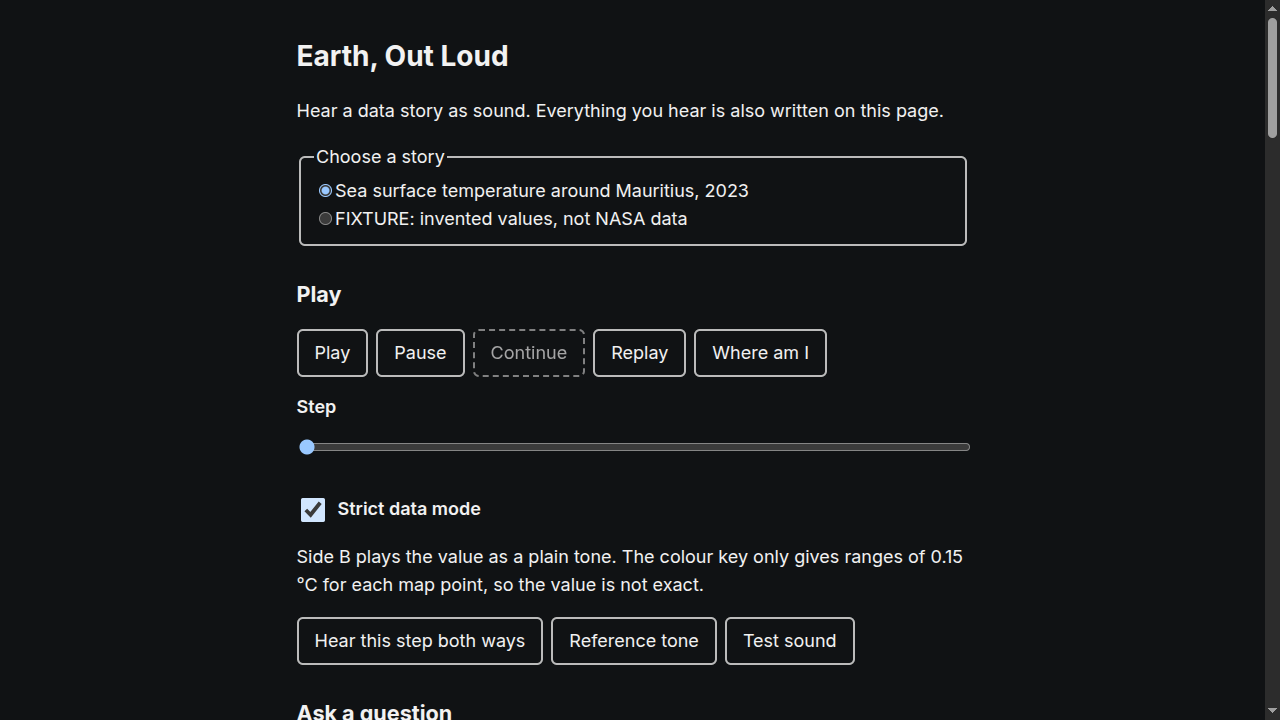 Earth, Out Loud
Hear a data story as sound. Everything you hear is also written on this page.
Choose a story
Sea surface temperature around Mauritius, 2023
FIXTURE: invented values, not NASA data
Play
Play Pause Continue Replay Where am I
Step
Strict data mode
Side B plays the value as a plain tone. The colour key only gives ranges of 0.15
°C for each map point, so the value is not exact.
Hear this step both ways Reference tone Test sound
Ask a question